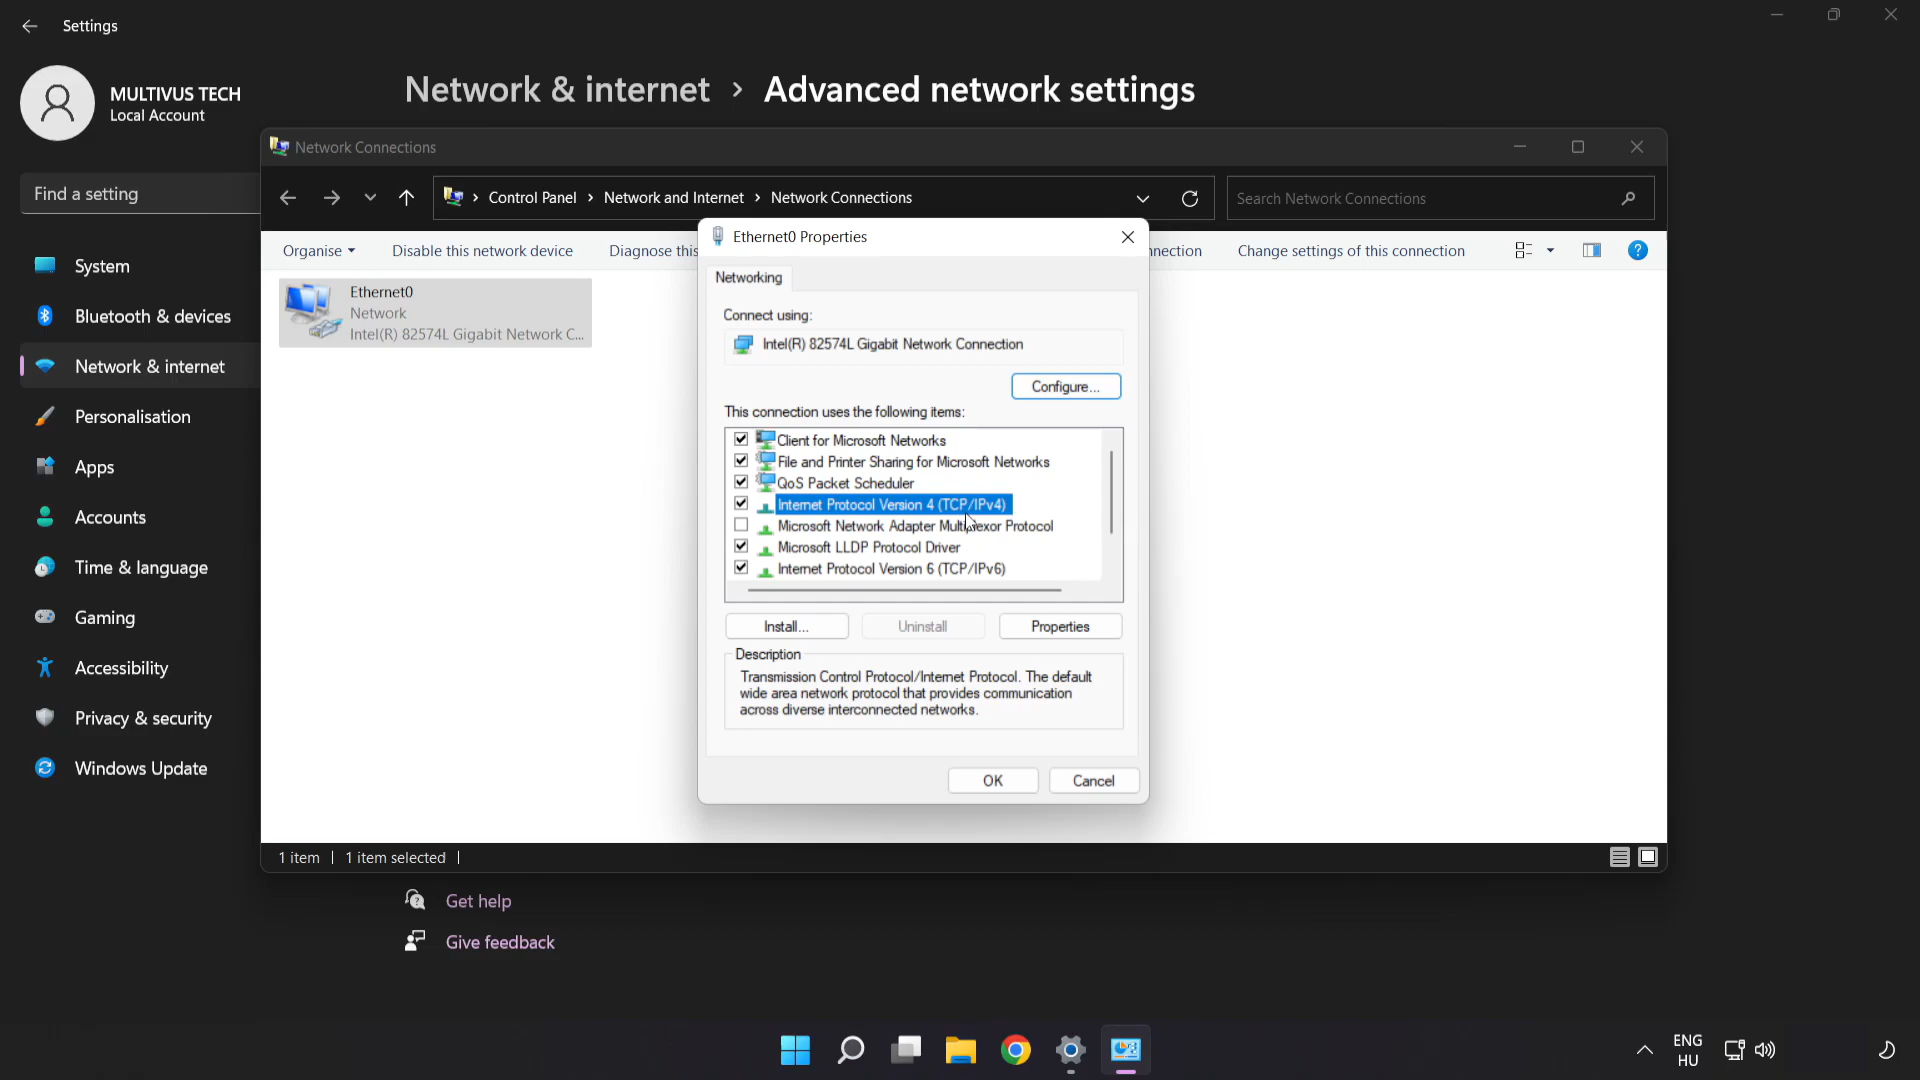 Settings
MULTIVUS TECH
Local Account
Find a setting
System
Bluetooth & devices
Network & internet
Personalisation
Apps
Accounts
Time & language
Gaming
Accessibility
Privacy & security
Windows Update
Network & internet > Advanced network settings
Network Connections
> Control Panel > Network and Internet > Network Connections
Search Network Connections
Organise
Disable this network device
Diagnose this
nnection
Change settings of this connection
Ethernet0
Network
Intel(R) 82574L Gigabit Network C...
Ethernet0 Properties
Networking
Connect using:
Intel(R) 82574L Gigabit Network Connection
Configure...
This connection uses the following items:
Client for Microsoft Networks
File and Printer Sharing for Microsoft Networks
QoS Packet Scheduler
Internet Protocol Version 4 (TCP/IPv4)
Microsoft Network Adapter Multiplexor Protocol
Microsoft LLDP Protocol Driver
Internet Protocol Version 6 (TCP/IPv6)
Install...
Uninstall
Properties
Description
Transmission Control Protocol/Internet Protocol. The default
wide area network protocol that provides communication
across diverse interconnected networks.
OK
Cancel
1 item
1 item selected
Get help
Give feedback
ENG
HU